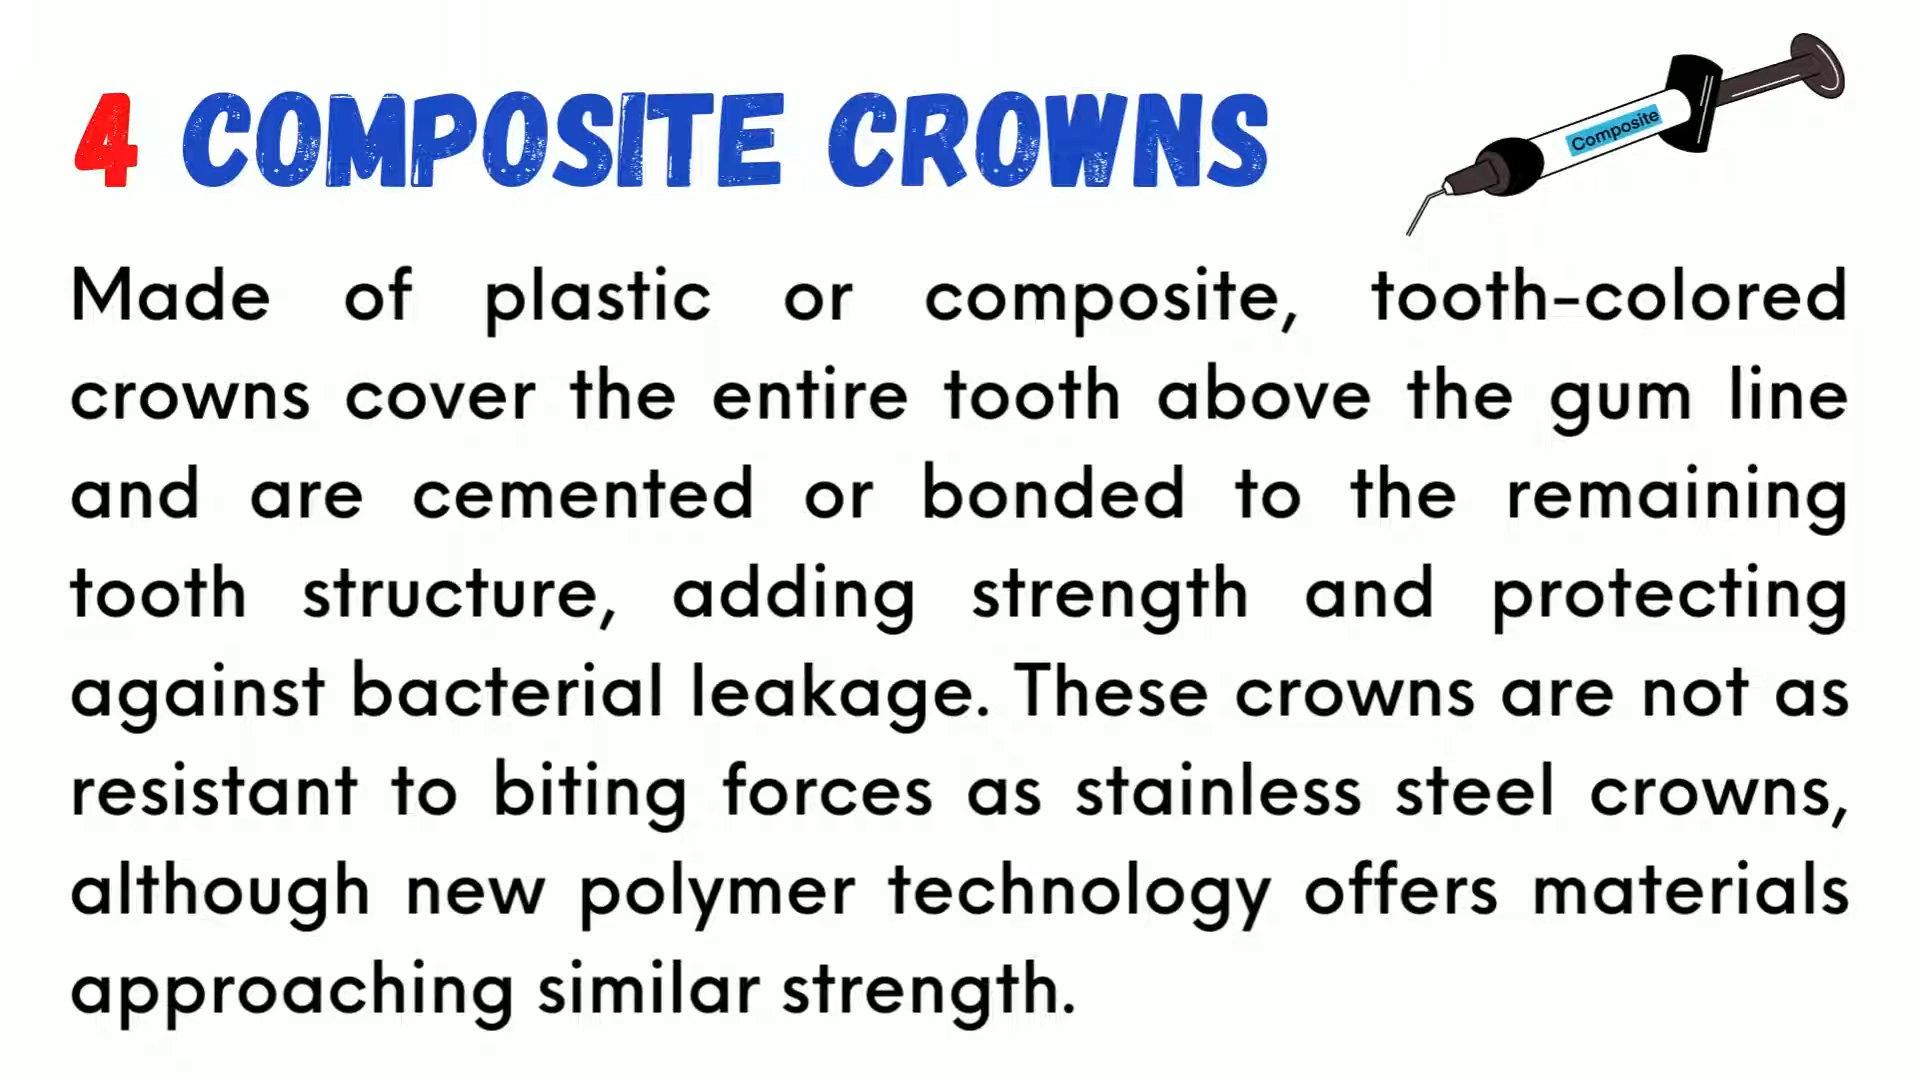 4 COMPOSITE CROWNS
Composite
Made of plastic or composite, tooth-colored
crowns cover the entire tooth above the gum line
and are cemented or bonded to the remaining
tooth structure, adding strength and protecting
against bacterial leakage. These crowns are not as
resistant to biting forces as stainless steel crowns,
although new polymer technology offers materials
approaching similar strength.